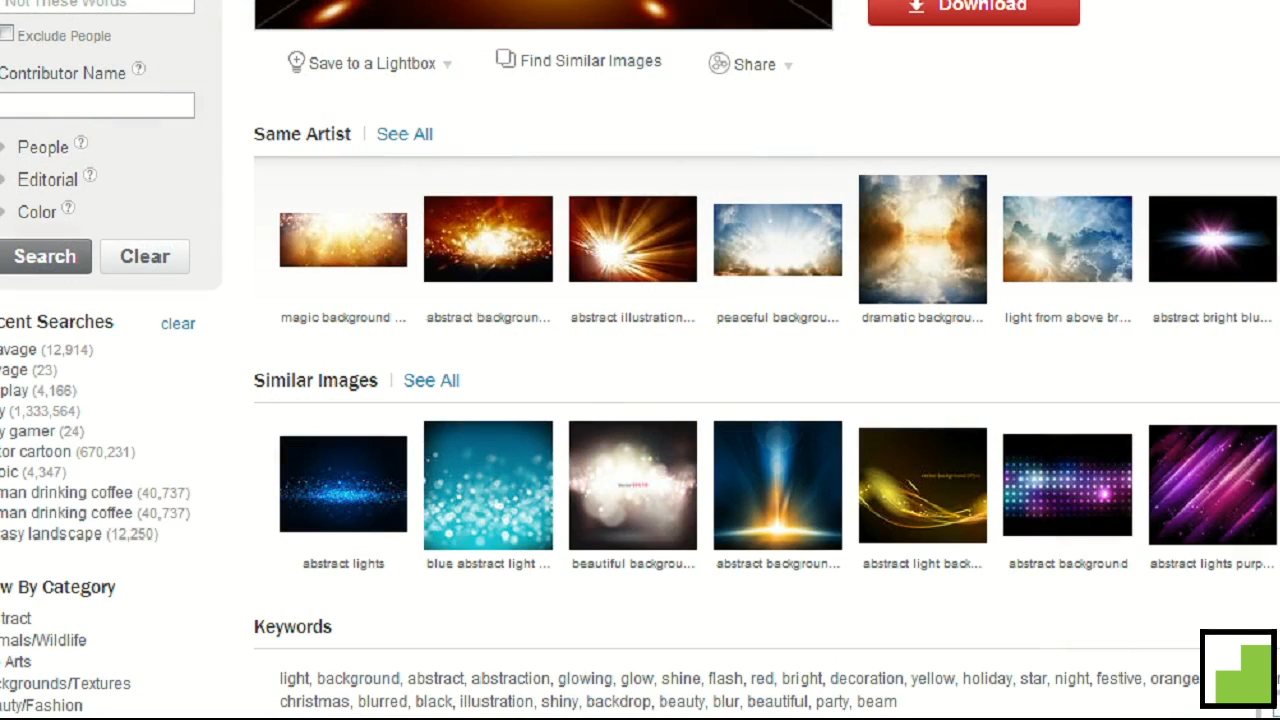 Not These Words
Exclude People
Contributor Name ?
People ?
Editorial ?
Color ?
Search Clear
cent Searches clear
avage (12,914)
age (23)
play (4,166)
y (1,333,564)
y gamer (24)
tor cartoon (670,231)
oic (4,347)
man drinking coffee (40,737)
man drinking coffee (40,737)
asy landscape (12,250)
w By Category
tract
mals/Wildlife
Arts
kgrounds/Textures
uty/Fashion
Download
Save to a Lightbox
Find Similar Images
Share
Same Artist | See All
magic background ...
abstract backgroun...
abstract illustration...
peaceful backgrou...
dramatic backgrou...
light from above br...
abstract bright blu...
Similar Images | See All
abstract lights
blue abstract light ...
beautiful backgrou...
abstract backgroun...
abstract light back...
abstract background
abstract lights purp...
Keywords
light, background, abstract, abstraction, glowing, glow, shine, flash, red, bright, decoration, yellow, holiday, star, night, festive, orange
christmas, blurred, black, illustration, shiny, backdrop, beauty, blur, beautiful, party, beam